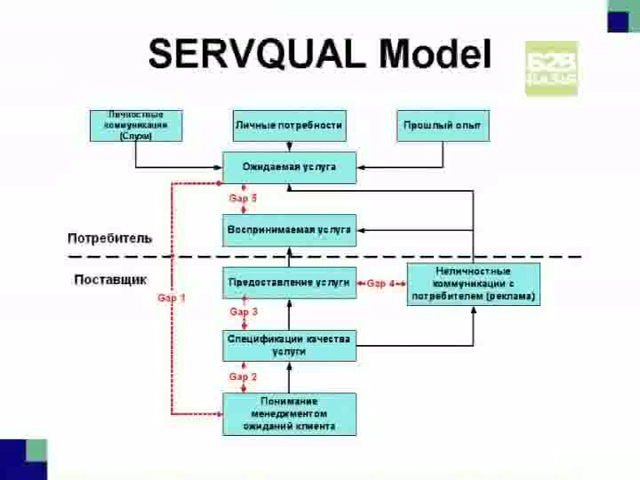 SERVQUAL Model
Б2В
Личностные
коммуникации
(Слухи)
Личные потребности
Прошлый опыт
Ожидаемая услуга
Gap 5
Воспринимаемая услуга
Потребитель
Поставщик
Предоставление услуги
Gap 4
Неличностные
коммуникации с
потребителем (реклама)
Gap 1
Gap 3
Спецификации качества
услуги
Gap 2
Понимание
менеджментом
ожиданий клиента